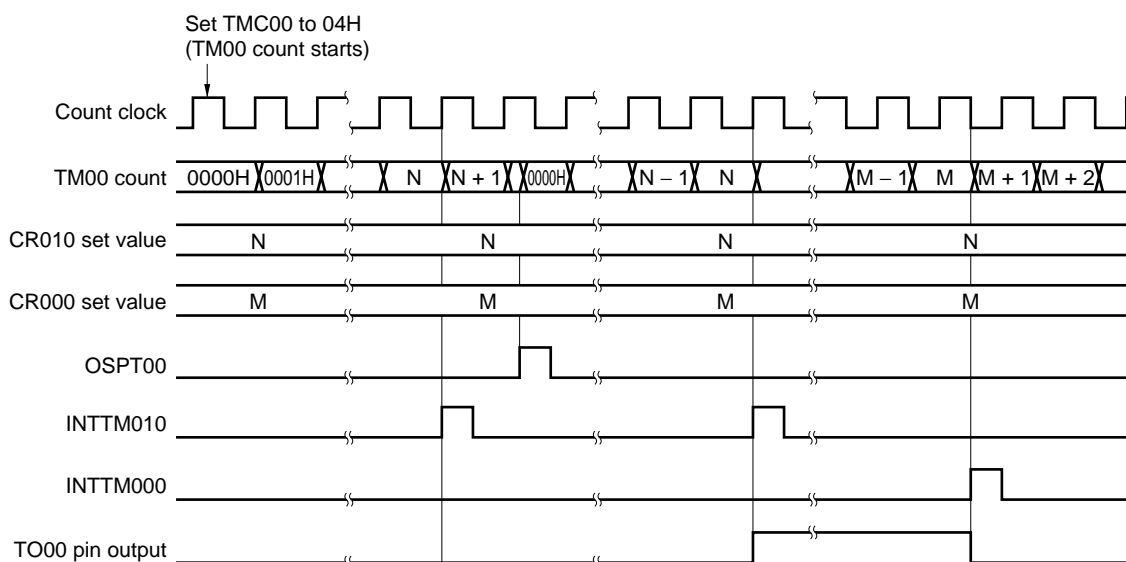 Set TMC00 to 04H
(TM00 count starts)
Count clock
TM00 count 0000H 0001H N N + 1 0000H N − 1 N M − 1 M M + 1 M + 2
CR010 set value N N N N
CR000 set value M M M M
OSPT00
INTTM010
INTTM000
TO00 pin output